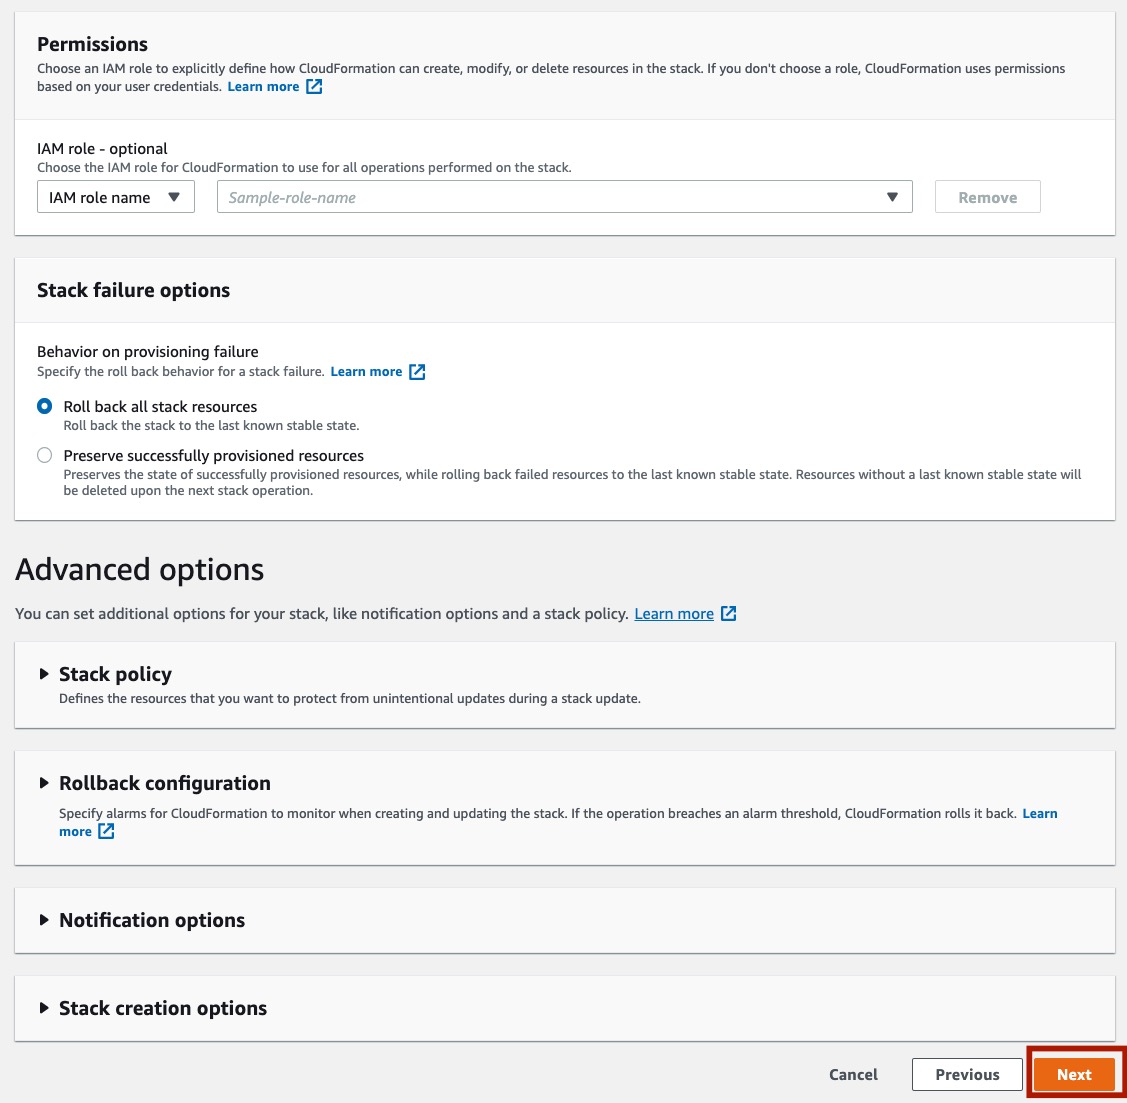 Permissions
Choose an IAM role to explicitly define how CloudFormation can create, modify, or delete resources in the stack. If you don't choose a role, CloudFormation uses permissions
based on your user credentials. Learn more
IAM role - optional
Choose the IAM role for CloudFormation to use for all operations performed on the stack.
IAM role name Sample-role-name Remove
Stack failure options
Behavior on provisioning failure
Specify the roll back behavior for a stack failure. Learn more
Roll back all stack resources
Roll back the stack to the last known stable state.
Preserve successfully provisioned resources
Preserves the state of successfully provisioned resources, while rolling back failed resources to the last known stable state. Resources without a last known stable state will
be deleted upon the next stack operation.
Advanced options
You can set additional options for your stack, like notification options and a stack policy. Learn more
Stack policy
Defines the resources that you want to protect from unintentional updates during a stack update.
Rollback configuration
Specify alarms for CloudFormation to monitor when creating and updating the stack. If the operation breaches an alarm threshold, CloudFormation rolls it back. Learn
more
Notification options
Stack creation options
Cancel Previous Next